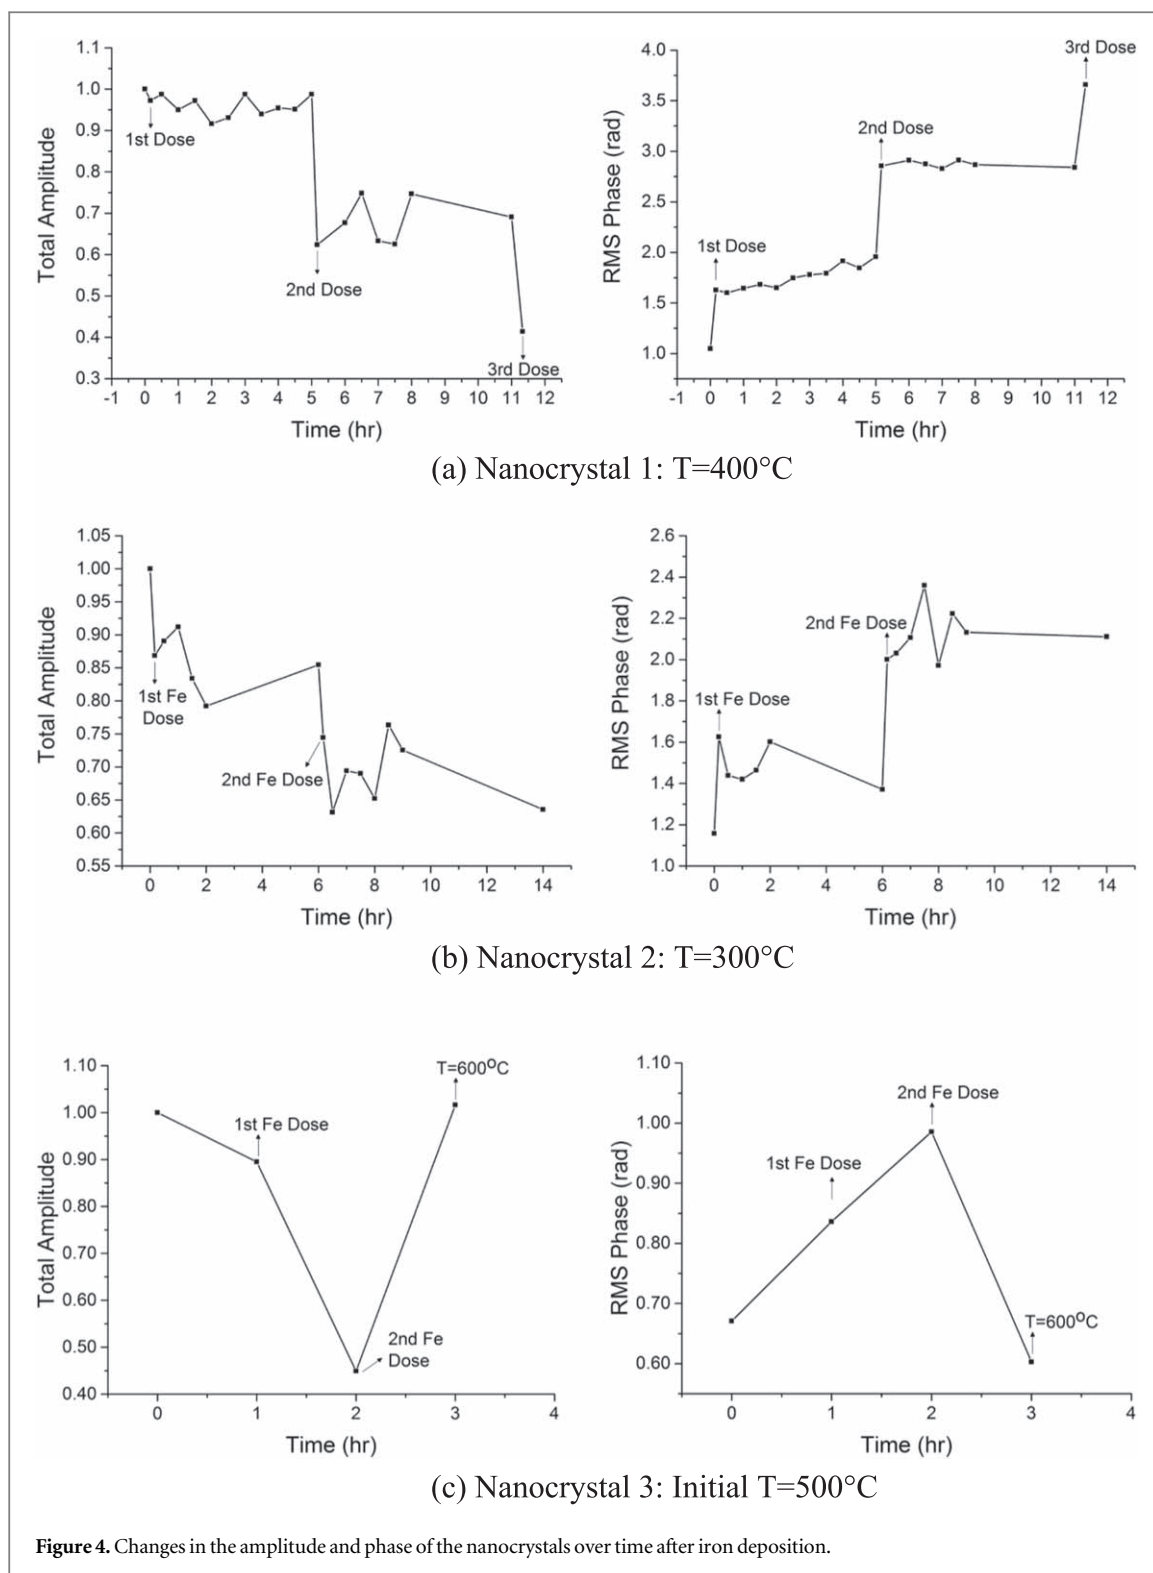 1.1
1.0
0.9
0.8
0.7
0.6
0.5
0.4
0.3
Total Amplitude
1st Dose
2nd Dose
3rd Dose
-1 0 1 2 3 4 5 6 7 8 9 10 11 12
Time (hr)
4.0
3.5
3.0
2.5
2.0
1.5
1.0
RMS Phase (rad)
1st Dose
2nd Dose
3rd Dose
-1 0 1 2 3 4 5 6 7 8 9 10 11 12
Time (hr)
(a) Nanocrystal 1: T=400°C
1.05
1.00
0.95
0.90
0.85
0.80
0.75
0.70
0.65
0.60
0.55
Total Amplitude
1st Fe
Dose
2nd Fe Dose
0 2 4 6 8 10 12 14
Time (hr)
2.6
2.4
2.2
2.0
1.8
1.6
1.4
1.2
1.0
RMS Phase (rad)
1st Fe Dose
2nd Fe Dose
0 2 4 6 8 10 12 14
Time (hr)
(b) Nanocrystal 2: T=300°C
1.10
1.00
0.90
0.80
0.70
0.60
0.50
0.40
Total Amplitude
1st Fe Dose
T=600°C
2nd Fe
Dose
0 1 2 3 4
Time (hr)
1.10
1.00
0.90
0.80
0.70
0.60
RMS Phase (rad)
1st Fe Dose
2nd Fe Dose
T=600°C
0 1 2 3 4
Time (hr)
(c) Nanocrystal 3: Initial T=500°C
Figure 4. Changes in the amplitude and phase of the nanocrystals over time after iron deposition.